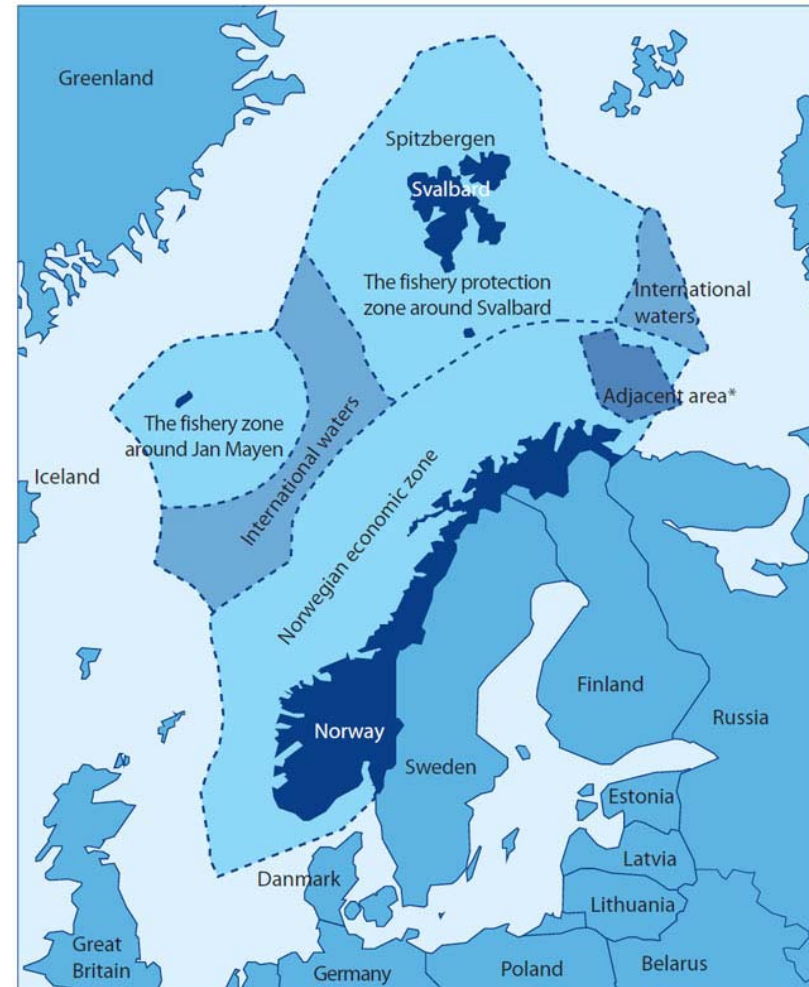 Greenland
Spitzbergen
Svalbard
The fishery protection
zone around Svalbard
International
waters
Adjacent area*
The fishery zone
around Jan Mayen
International waters
Iceland
Norwegian economic zone
Finland
Russia
Norway
Sweden
Estonia
Latvia
Danmark
Lithuania
Great
Britain
Germany
Poland
Belarus